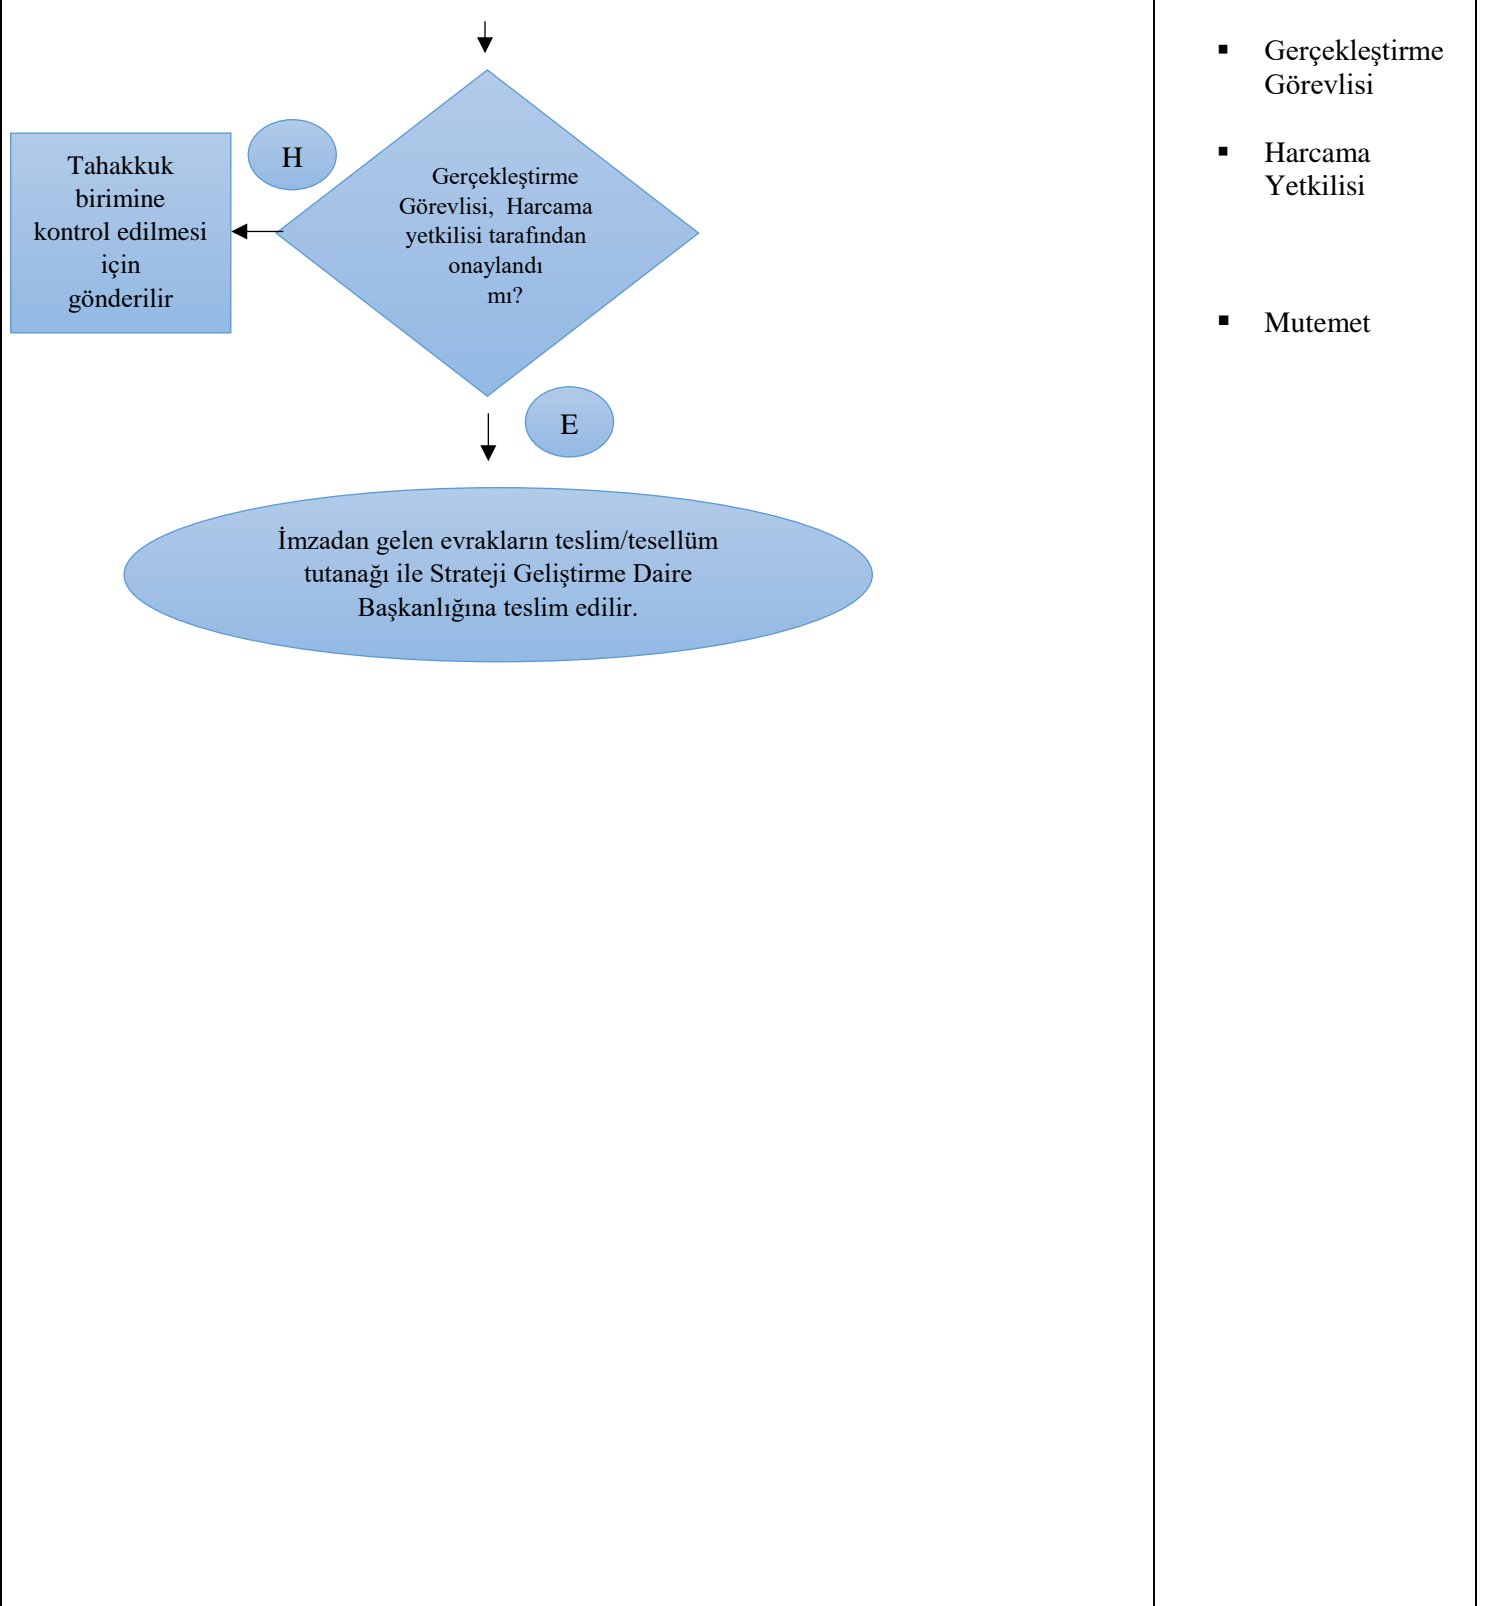 H
Tahakkuk
birimine
kontrol edilmesi
için
gönderilir
Gerçekleştirme
Görevlisi, Harcama
yetkilisi tarafından
onaylandı
mı?
E
İmzadan gelen evrakların teslim/tesellüm
tutanağı ile Strateji Geliştirme Daire
Başkanlığına teslim edilir.
▪ Gerçekleştirme
Görevlisi
▪ Harcama
Yetkilisi
▪ Mutemet